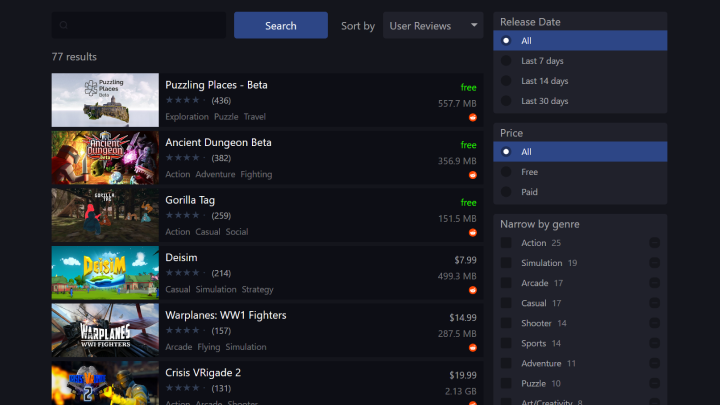 Search
Sort by
User Reviews
77 results
Puzzling Places Beta
Puzzling Places - Beta
free
(436)
557.7 MB
Exploration Puzzle Travel
Ancient Dungeon Beta
Ancient Dungeon Beta
free
(382)
356.9 MB
Action Adventure Fighting
GORILLA TAG
Gorilla Tag
free
(259)
151.5 MB
Action Casual Social
DEISIM
Deisim
$7.99
(214)
499.3 MB
Casual Simulation Strategy
WARPLANES WW1 FIGHTERS
Warplanes: WW1 Fighters
$14.99
(157)
287.5 MB
Arcade Flying Simulation
2
Crisis VRigade 2
$19.99
(131)
2.13 GB
Action Arcade Shooter
Release Date
All
Last 7 days
Last 14 days
Last 30 days
Price
All
Free
Paid
Narrow by genre
Action 25
Simulation 19
Arcade 17
Casual 17
Shooter 14
Sports 14
Adventure 11
Puzzle 10
Art/Creativity 8